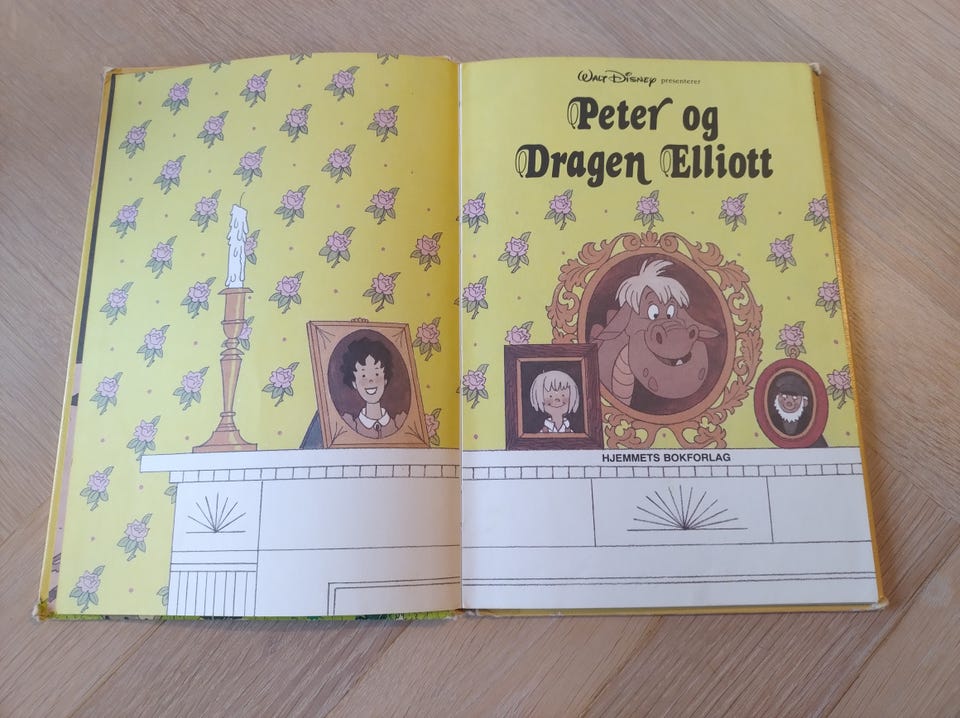 Walt Disney presenterer
Peter og
Dragen Elliott
HJEMMETS BOKFORLAG